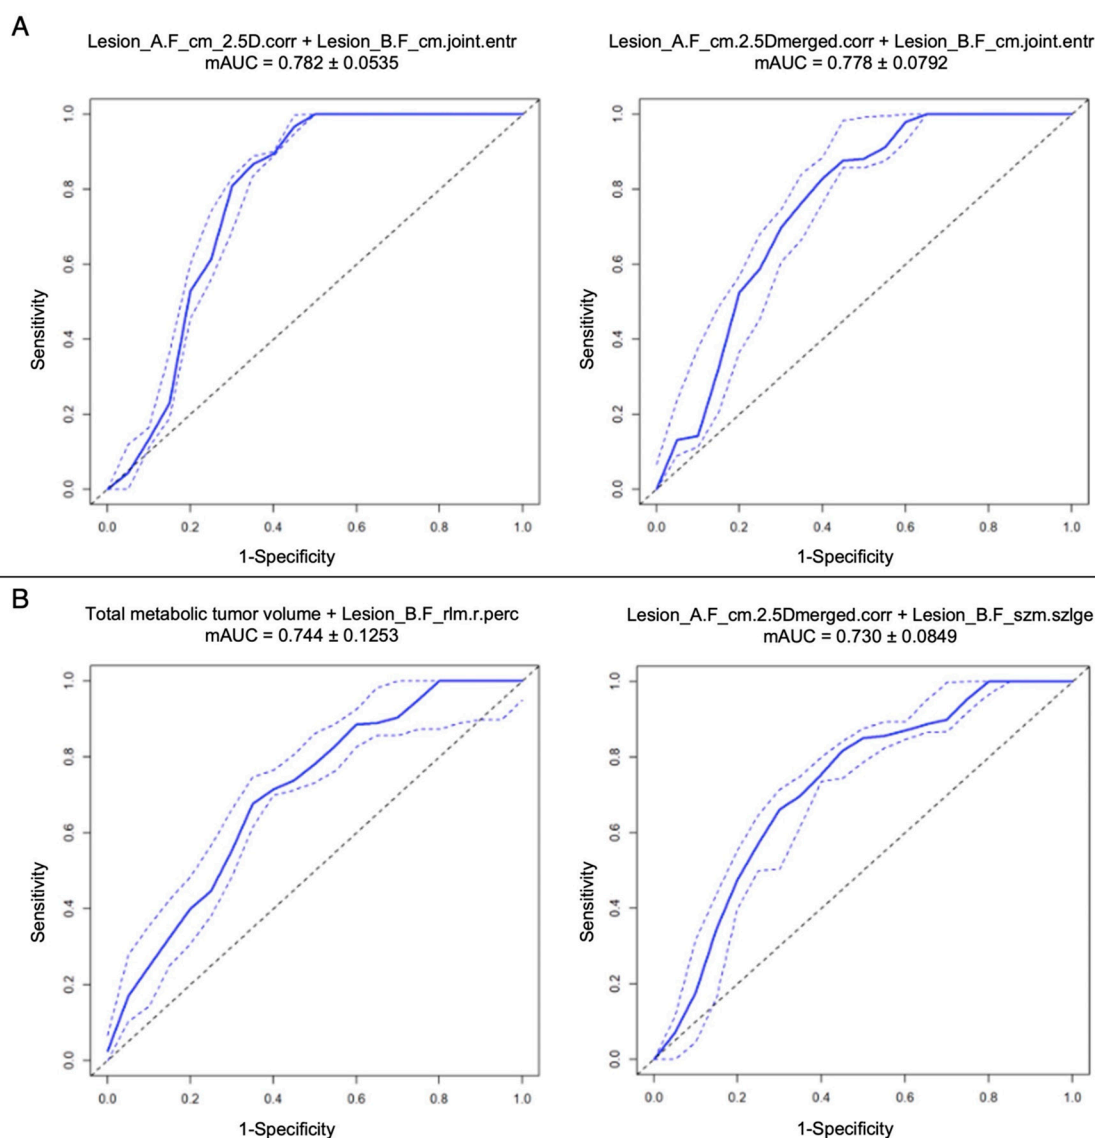 A
Lesion_A.F_cm_2.5D.corr + Lesion_B.F_cm.joint.entr
mAUC = 0.782 ± 0.0535
Sensitivity
0.0 0.2 0.4 0.6 0.8 1.0
0.0 0.2 0.4 0.6 0.8 1.0
1-Specificity
Lesion_A.F_cm.2.5Dmerged.corr + Lesion_B.F_cm.joint.entr
mAUC = 0.778 ± 0.0792
Sensitivity
0.0 0.2 0.4 0.6 0.8 1.0
0.0 0.2 0.4 0.6 0.8 1.0
1-Specificity
B
Total metabolic tumor volume + Lesion_B.F_rlm.r.perc
mAUC = 0.744 ± 0.1253
Sensitivity
0.0 0.2 0.4 0.6 0.8 1.0
0.0 0.2 0.4 0.6 0.8 1.0
1-Specificity
Lesion_A.F_cm.2.5Dmerged.corr + Lesion_B.F_szm.szlge
mAUC = 0.730 ± 0.0849
Sensitivity
0.0 0.2 0.4 0.6 0.8 1.0
0.0 0.2 0.4 0.6 0.8 1.0
1-Specificity